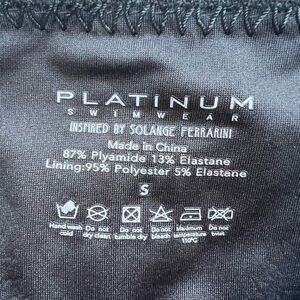 PLATINUM
SWIMWEAR
INSPIRED BY SOLANGE FERRARINI
Made in China
87% Plyamide 13% Elastane
Lining:95% Polyester 5% Elastane
S
Hand wash Do not Do not Do not Maximum Do not
cold dry clean tumble dry bleach temperature twist
110°C